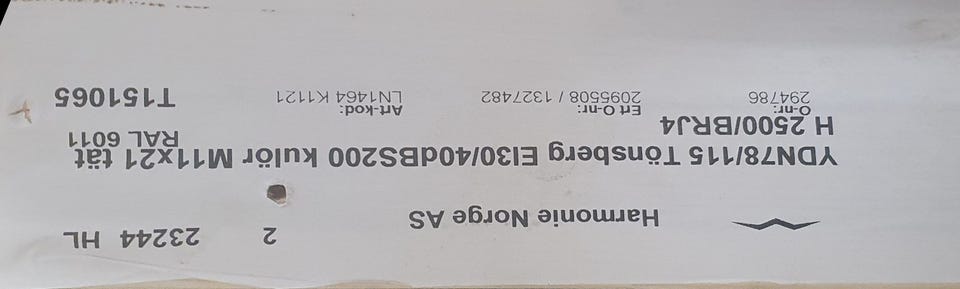 Harmonie Norge AS 2 23244 HL
YDN78/115 Tönsberg EI30/40dBS200 kulör M11x21 tät
H 2500/BRJ4 RAL 6011
O-nr: Ert O-nr: Art-kod:
294786 2095508 / 1327482 LN1464 K1121 T151065